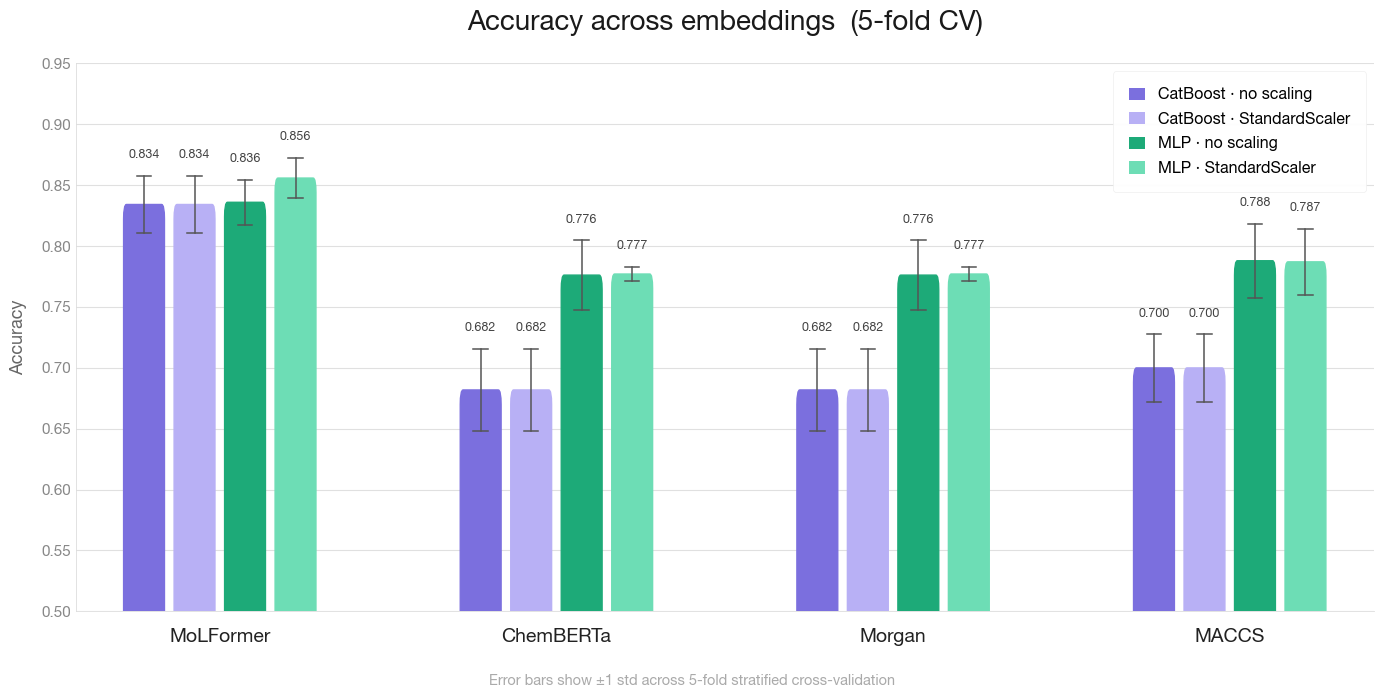 Accuracy across embeddings  (5-fold CV)
0.95
0.90
0.85
0.80
0.75
0.70
0.65
0.60
0.55
0.50
Accuracy
CatBoost · no scaling
CatBoost · StandardScaler
MLP · no scaling
MLP · StandardScaler
0.834 0.834 0.836 0.856
0.682 0.682 0.776 0.777
0.682 0.682 0.776 0.777
0.700 0.700 0.788 0.787
MoLFormer ChemBERTa Morgan MACCS
Error bars show ±1 std across 5-fold stratified cross-validation